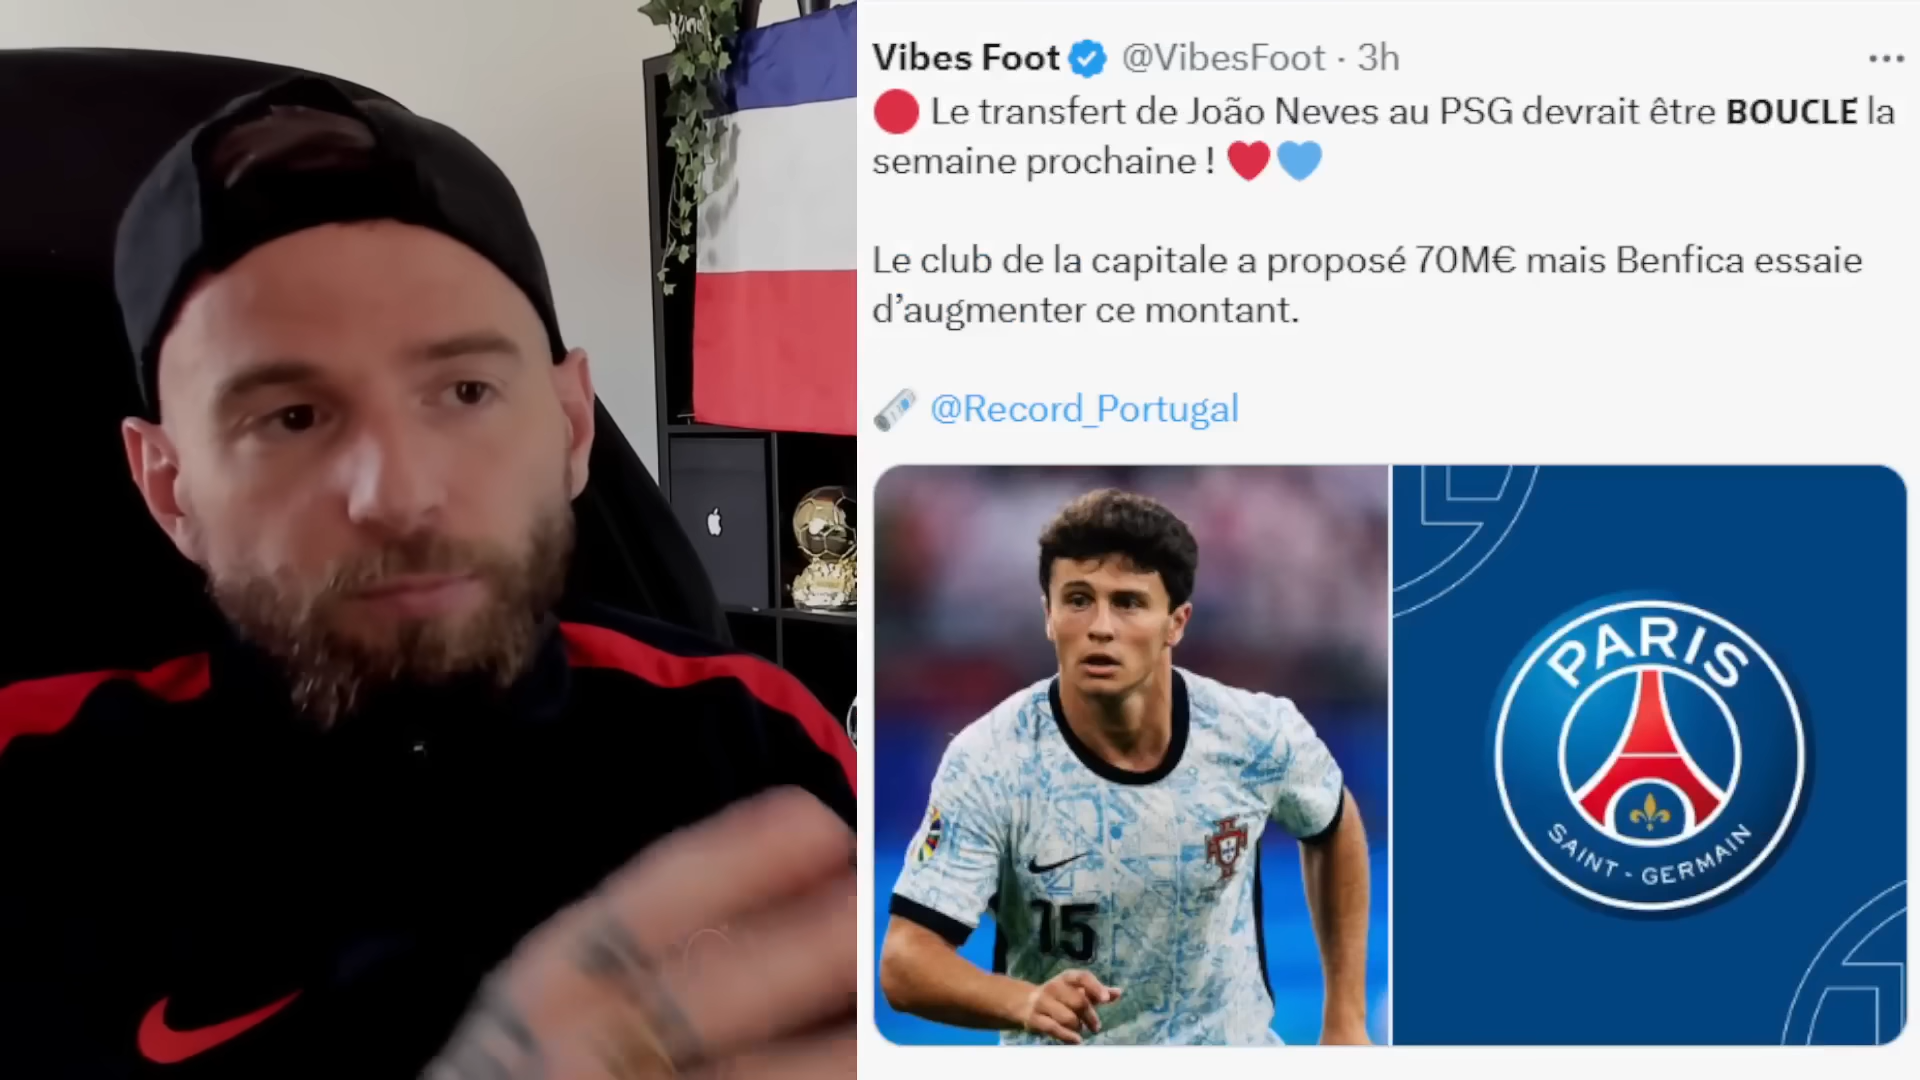 Vibes Foot @VibesFoot · 3h
Le transfert de João Neves au PSG devrait être BOUCLÉ la
semaine prochaine !
Le club de la capitale a proposé 70M€ mais Benfica essaie
d’augmenter ce montant.
@Record_Portugal
15
PARIS
SAINT - GERMAIN